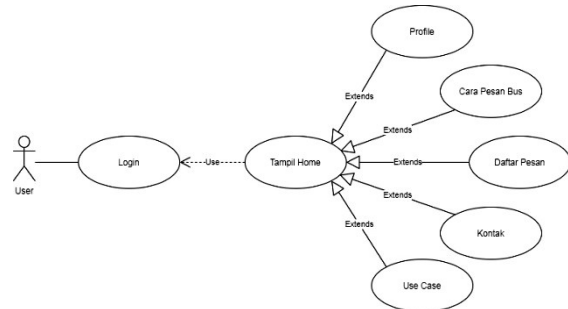 Profile
Extends
Cara Pesan Bus
Extends
User
Login
Use
Tampil Home
Extends
Daftar Pesan
Extends
Kontak
Extends
Use Case